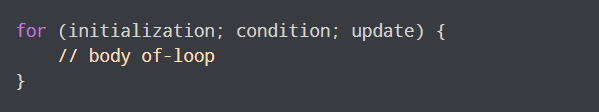 for (initialization; condition; update) {
    // body of-loop
}